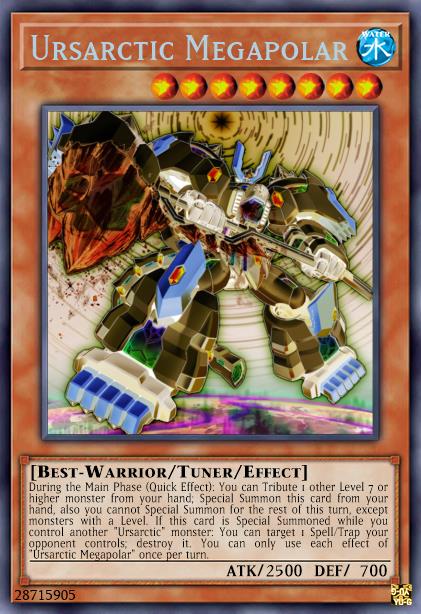 URSARCTIC MEGAPOLAR
WATER
水
[BEST-WARRIOR/TUNER/EFFECT]
During the Main Phase (Quick Effect): You can Tribute 1 other Level 7 or
higher monster from your hand; Special Summon this card from your
hand, also you cannot Special Summon for the rest of this turn, except
monsters with a Level. If this card is Special Summoned while you
control another "Ursarctic" monster: You can target 1 Spell/Trap your
opponent controls; destroy it. You can only use each effect of
"Ursarctic Megapolar" once per turn.
ATK/2500 DEF/ 700
28715905